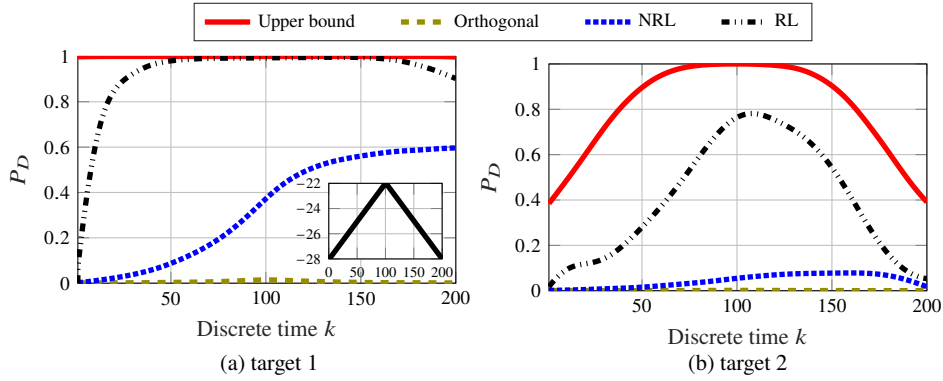 Upper bound Orthogonal NRL RL
1
0.8
0.6
0.4
0.2
0
P_D
50 100 150 200
Discrete time k
(a) target 1
−22
−24
−26
−28
0 50 100 150 200
1
0.8
0.6
0.4
0.2
0
P_D
50 100 150 200
Discrete time k
(b) target 2